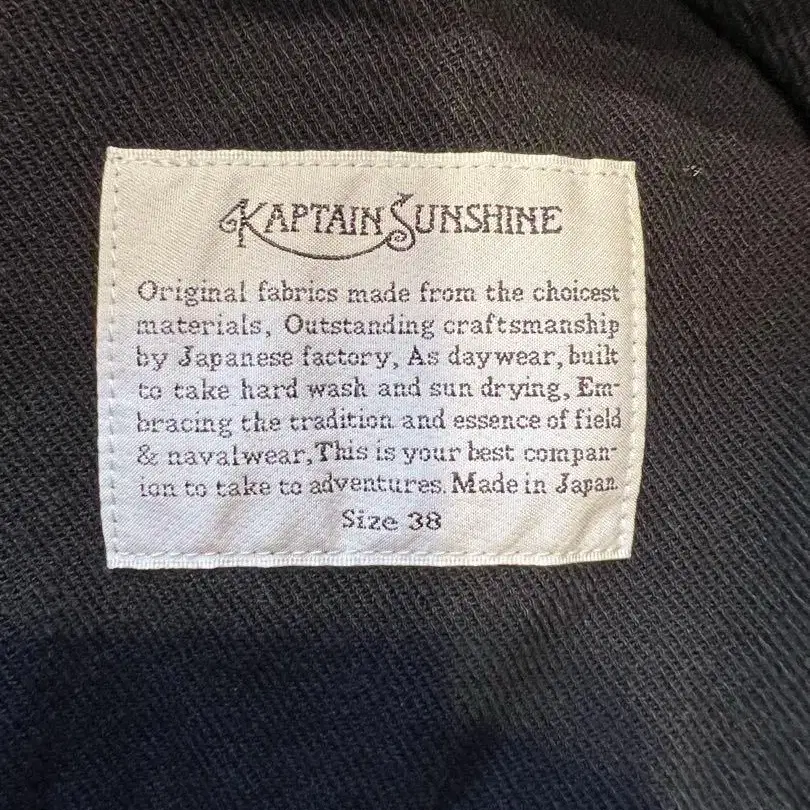 KAPTAIN SUNSHINE
Original fabrics made from the choicest
materials, Outstanding craftsmanship
by Japanese factory, As daywear, built
to take hard wash and sun drying, Em-
bracing the tradition and essence of field
& navalwear, This is your best compan-
ion to take to adventures. Made in Japan.
Size 38